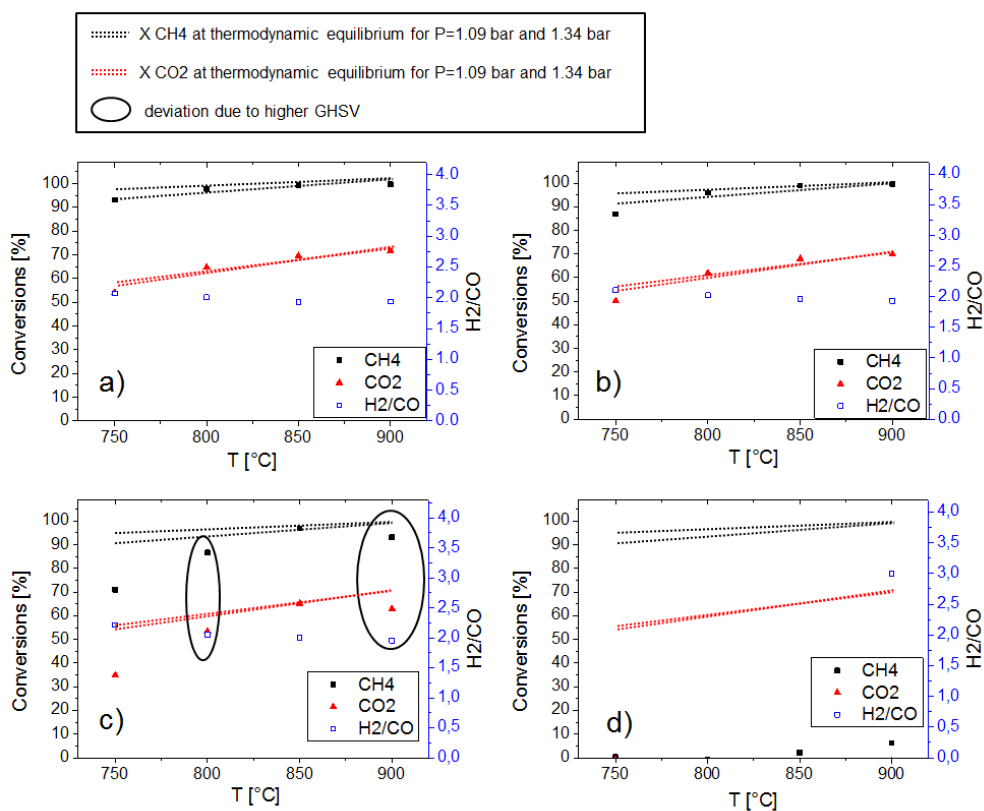 X CH4 at thermodynamic equilibrium for P=1.09 bar and 1.34 bar
X CO2 at thermodynamic equilibrium for P=1.09 bar and 1.34 bar
deviation due to higher GHSV
Conversions [%]
100
90
80
70
60
50
40
30
20
10
0
a)
CH4
CO2
H2/CO
4.0
3.5
3.0
2.5
2.0
1.5
1.0
0.5
0.0
H2/CO
750 800 850 900
T [°C]
Conversions [%]
100
90
80
70
60
50
40
30
20
10
0
b)
CH4
CO2
H2/CO
4.0
3.5
3.0
2.5
2.0
1.5
1.0
0.5
0.0
H2/CO
750 800 850 900
T [°C]
Conversions [%]
100
90
80
70
60
50
40
30
20
10
0
c)
CH4
CO2
H2/CO
4,0
3,5
3,0
2,5
2,0
1,5
1,0
0,5
0,0
H2/CO
750 800 850 900
T [°C]
Conversions [%]
100
90
80
70
60
50
40
30
20
10
0
d)
CH4
CO2
H2/CO
4,0
3,5
3,0
2,5
2,0
1,5
1,0
0,5
0,0
H2/CO
750 800 850 900
T [°C]